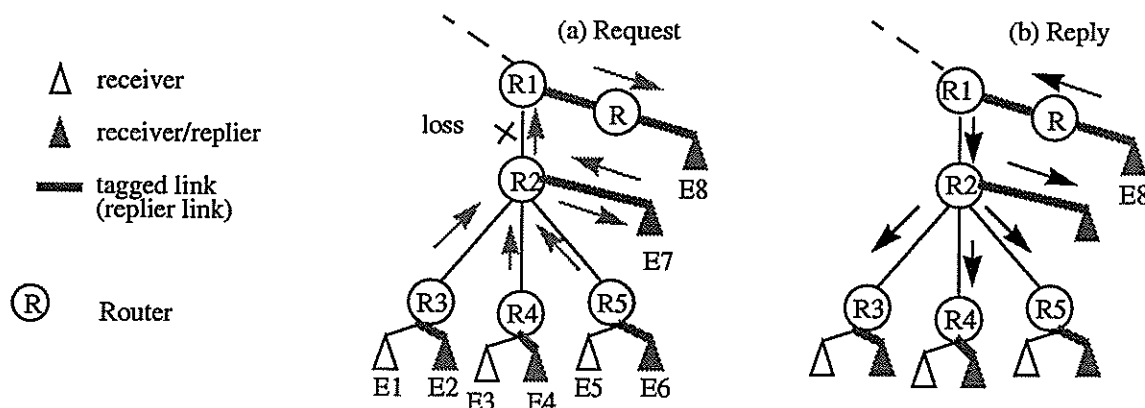 (a) Request
(b) Reply
receiver
receiver/replier
tagged link
(replier link)
R
Router
R1
R
loss
E8
R2
E7
R3
R4
R5
E1
E2
E3
E4
E5
E6
R1
R
E8
R2
R3
R4
R5